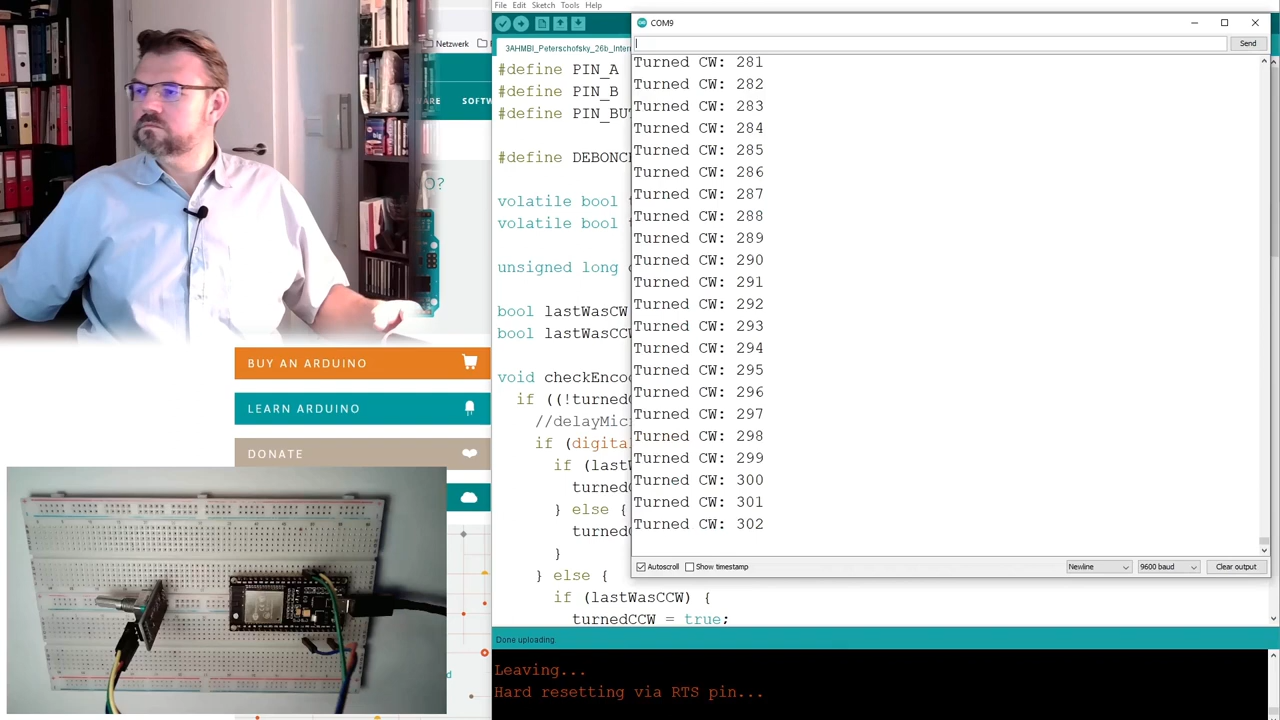 Netzwerk
WARE
SOFTW
O?
BUY AN ARDUINO
LEARN ARDUINO
DONATE
d
File Edit Sketch Tools Help
3AHMBI_Peterschofsky_26b_Inter
#define PIN_A
#define PIN_B
#define PIN_BUT
#define DEBONC
volatile bool
volatile bool
unsigned long
bool lastWasCW
bool lastWasCC
void checkEnco
if ((!turned
//delayMic
if (digita
if (lastW
turned
} else {
turned
}
} else {
if (lastWasCCW) {
turnedCCW = true;
COM9
Send
Turned CW: 281
Turned CW: 282
Turned CW: 283
Turned CW: 284
Turned CW: 285
Turned CW: 286
Turned CW: 287
Turned CW: 288
Turned CW: 289
Turned CW: 290
Turned CW: 291
Turned CW: 292
Turned CW: 293
Turned CW: 294
Turned CW: 295
Turned CW: 296
Turned CW: 297
Turned CW: 298
Turned CW: 299
Turned CW: 300
Turned CW: 301
Turned CW: 302
Autoscroll Show timestamp Newline 9600 baud Clear output
Done uploading.
Leaving...
Hard resetting via RTS pin...